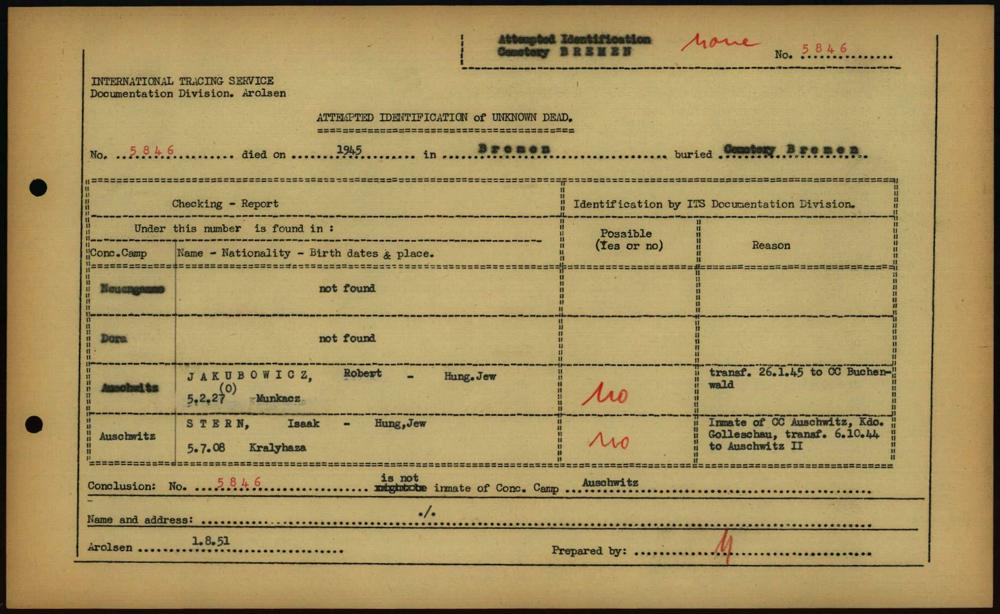 Attempted Identification
Cemetery BREMEN none
No. 5846
INTERNATIONAL TRACING SERVICE
Documentation Division. Arolsen
ATTEMPTED IDENTIFICATION of UNKNOWN DEAD.
No. 5846 died on 1945 in Bremen buried Cemetery Bremen
Checking - Report Identification by ITS Documentation Division.
Under this number is found in :
Possible
(Yes or no) Reason
Conc.Camp Name - Nationality - Birth dates & place.
Neuengamme not found
Dora not found
Auschwitz JAKUBOWICZ, Robert - Hung.Jew no transf. 26.1.45 to CC Buchen-
wald
(O)
5.2.27 Munkacz
Auschwitz STERN, Isaak - Hung,Jew no Inmate of CC Auschwitz, Kdo.
Golleschau, transf. 6.10.44
to Auschwitz II
5.7.08 Kralyhaza
Conclusion: No. 5846 is not inmate of Conc. Camp Auschwitz
Name and address: ./.
Arolsen 1.8.51 Prepared by: